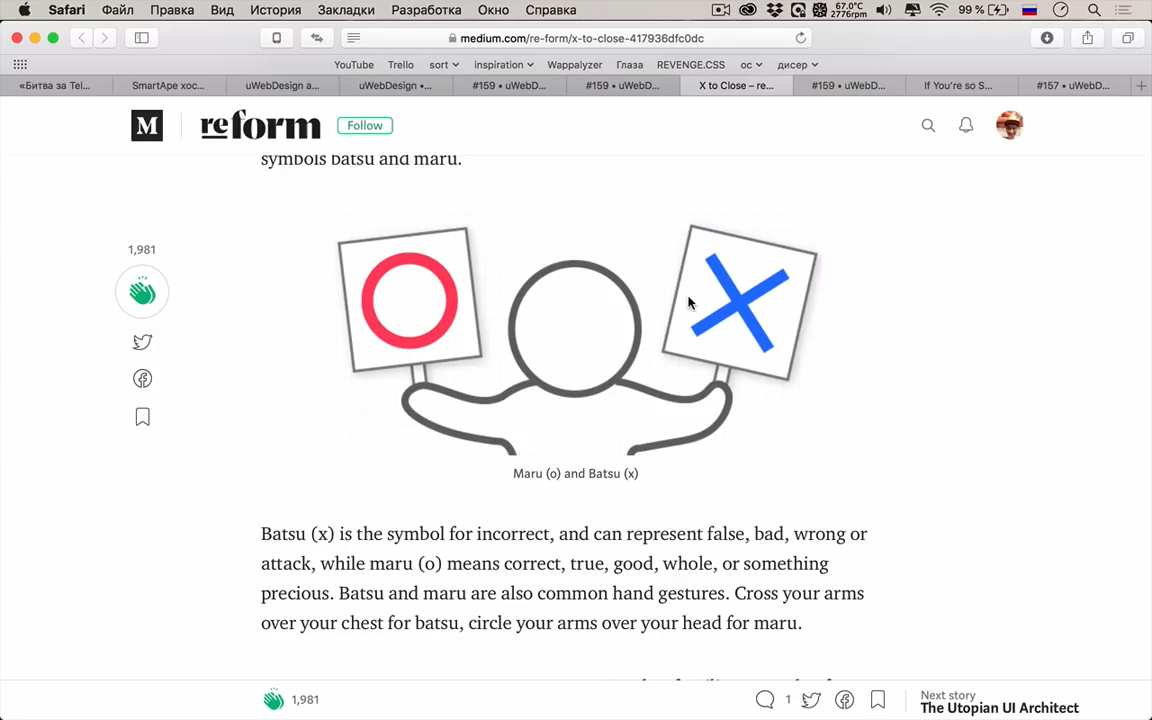 Safari Файл Правка Вид История Закладки Разработка Окно Справка 67.0°C 2776rpm 99 %
medium.com/re-form/x-to-close-417936dfc0dc
YouTube Trello sort inspiration Wappalyzer Глаза REVENGE.CSS ос дисер
«Битва за Tel... SmartApe хос... uWebDesign a... uWebDesign •... #159 • uWebD... #159 • uWebD... X to Close – re... #159 • uWebD... If You're so S... #157 • uWebD...
M re:form Follow
symbols batsu and maru.
1,981
Maru (o) and Batsu (x)
Batsu (x) is the symbol for incorrect, and can represent false, bad, wrong or
attack, while maru (o) means correct, true, good, whole, or something
precious. Batsu and maru are also common hand gestures. Cross your arms
over your chest for batsu, circle your arms over your head for maru.
1,981 1 Next story
The Utopian UI Architect